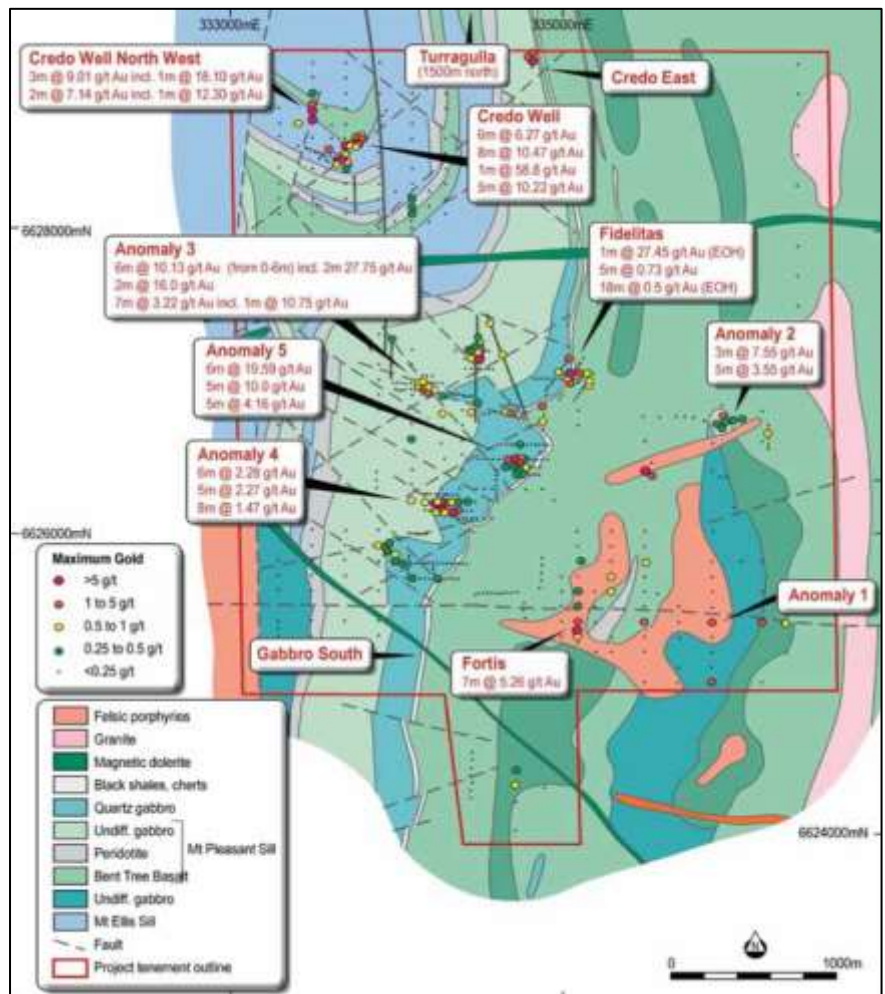 333000mE
335000mE
Credo Well North West
3m @ 9.01 g/t Au incl. 1m @ 18.10 g/t Au
2m @ 7.14 g/t Au incl. 1m @ 12.30 g/t Au
Turragulla
(1500m north)
Credo East
Credo Well
6m @ 6.27 g/t Au
8m @ 10.47 g/t Au
1m @ 58.8 g/t Au
5m @ 10.22 g/t Au
6628000mN
Anomaly 3
6m @ 10.13 g/t Au (from 0-6m) incl. 2m 27.75 g/t Au
2m @ 16.0 g/t Au
7m @ 3.22 g/t Au incl. 1m @ 10.75 g/t Au
Fidelitas
1m @ 27.45 g/t Au (EOH)
5m @ 0.73 g/t Au
18m @ 0.5 g/t Au (EOH)
Anomaly 2
3m @ 7.55 g/t Au
5m @ 3.55 g/t Au
Anomaly 5
6m @ 19.59 g/t Au
5m @ 10.0 g/t Au
5m @ 4.16 g/t Au
Anomaly 4
6m @ 2.28 g/t Au
5m @ 2.27 g/t Au
8m @ 1.47 g/t Au
6626000mN
Maximum Gold
>5 g/t
1 to 5 g/t
0.5 to 1 g/t
0.25 to 0.5 g/t
<0.25 g/t
Anomaly 1
Gabbro South
Fortis
7m @ 5.26 g/t Au
Felsic porphyries
Granite
Magnetic dolerite
Black shales, cherts
Quartz gabbro
Undiff. gabbro
Peridotite
Mt Pleasant Sill
Bent Tree Basalt
Undiff. gabbro
Mt Ellis Sill
Fault
Project tenement outline
6624000mN
N
0
1000m